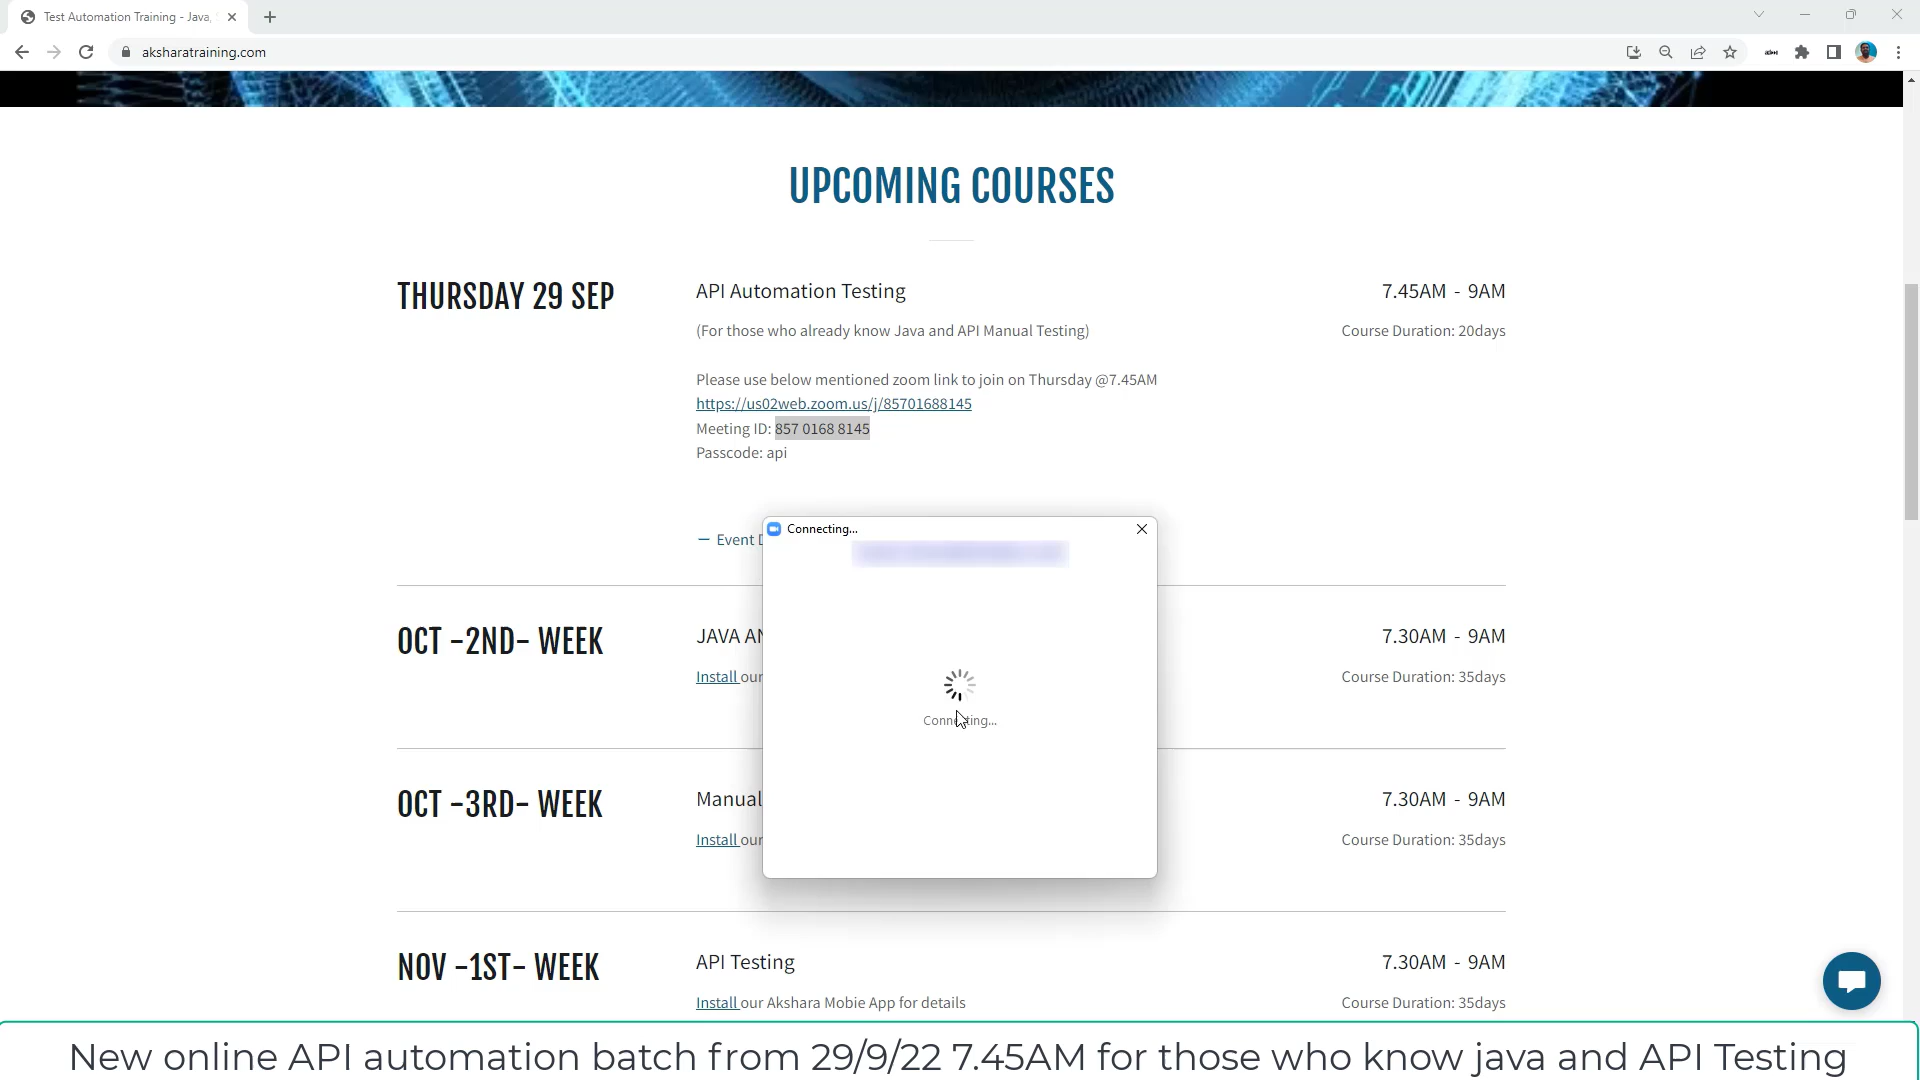 Test Automation Training - Java,
aksharatraining.com
UPCOMING COURSES
THURSDAY 29 SEP
API Automation Testing
7.45AM - 9AM
(For those who already know Java and API Manual Testing)
Course Duration: 20days
Please use below mentioned zoom link to join on Thursday @7.45AM
https://us02web.zoom.us/j/85701688145
Meeting ID: 857 0168 8145
Passcode: api
Connecting...
Event
OCT -2ND- WEEK
JAVA
7.30AM - 9AM
Install our
Course Duration: 35days
Connecting...
OCT -3RD- WEEK
Manual
7.30AM - 9AM
Install our
Course Duration: 35days
NOV -1ST- WEEK
API Testing
7.30AM - 9AM
Install our Akshara Mobie App for details
Course Duration: 35days
New online API automation batch from 29/9/22 7.45AM for those who know java and API Testing